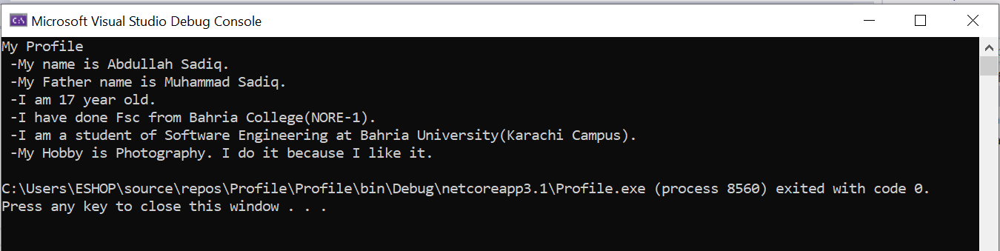 Microsoft Visual Studio Debug Console
My Profile
 -My name is Abdullah Sadiq.
 -My Father name is Muhammad Sadiq.
 -I am 17 year old.
 -I have done Fsc from Bahria College(NORE-1).
 -I am a student of Software Engineering at Bahria University(Karachi Campus).
 -My Hobby is Photography. I do it because I like it.
C:\Users\ESHOP\source\repos\Profile\Profile\bin\Debug\netcoreapp3.1\Profile.exe (process 8560) exited with code 0.
Press any key to close this window . . .